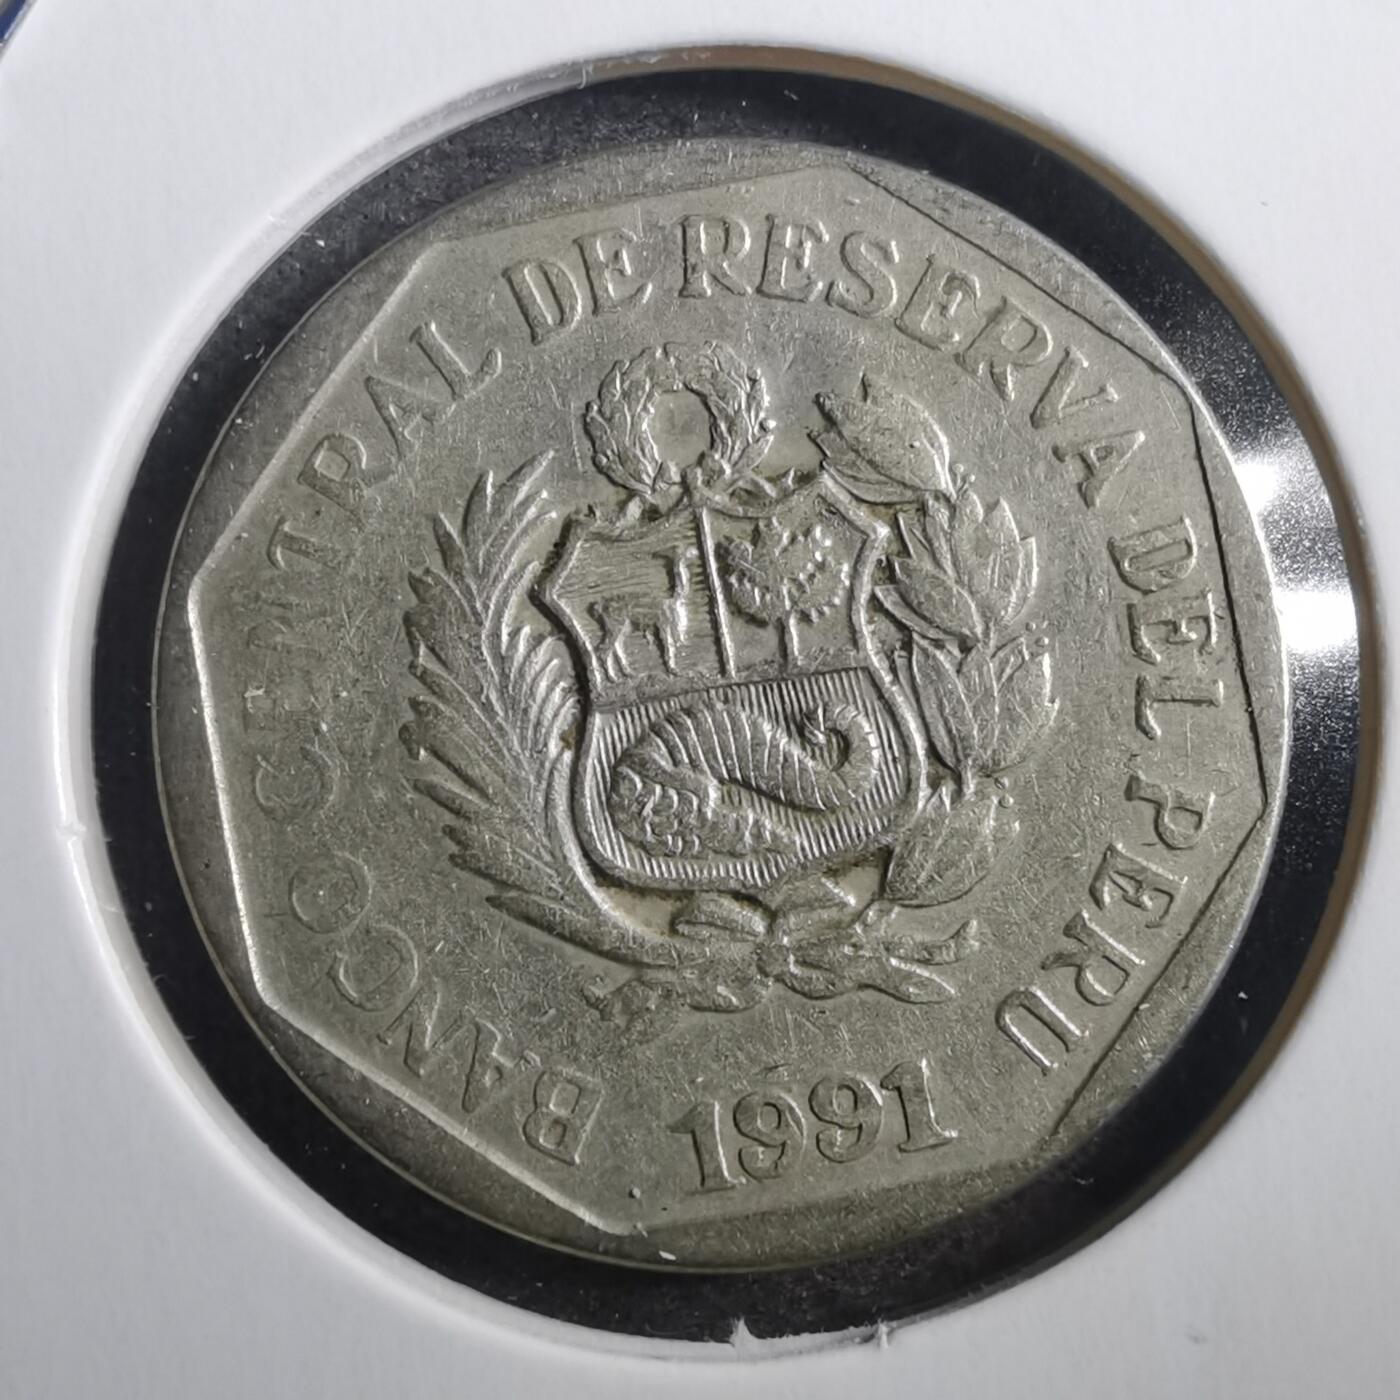 BANCO CENTRAL DE RESERVA DEL PERU
1991